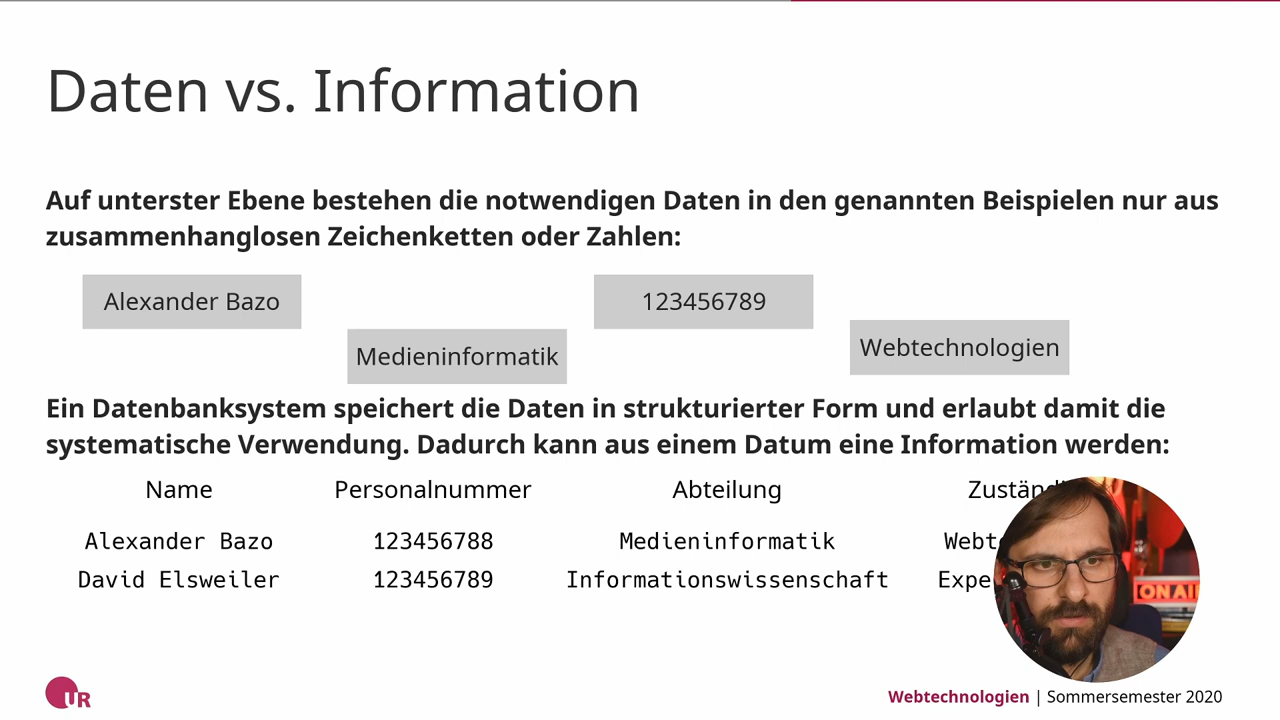 Daten vs. Information
Auf unterster Ebene bestehen die notwendigen Daten in den genannten Beispielen nur aus
zusammenhanglosen Zeichenketten oder Zahlen:
Alexander Bazo
123456789
Webtechnologien
Medieninformatik
Ein Datenbanksystem speichert die Daten in strukturierter Form und erlaubt damit die
systematische Verwendung. Dadurch kann aus einem Datum eine Information werden:
Name Personalnummer Abteilung
Alexander Bazo 123456788 Medieninformatik
David Elsweiler 123456789 Informationswissenschaft
ON AI
UR
Webtechnologien | Sommersemester 2020